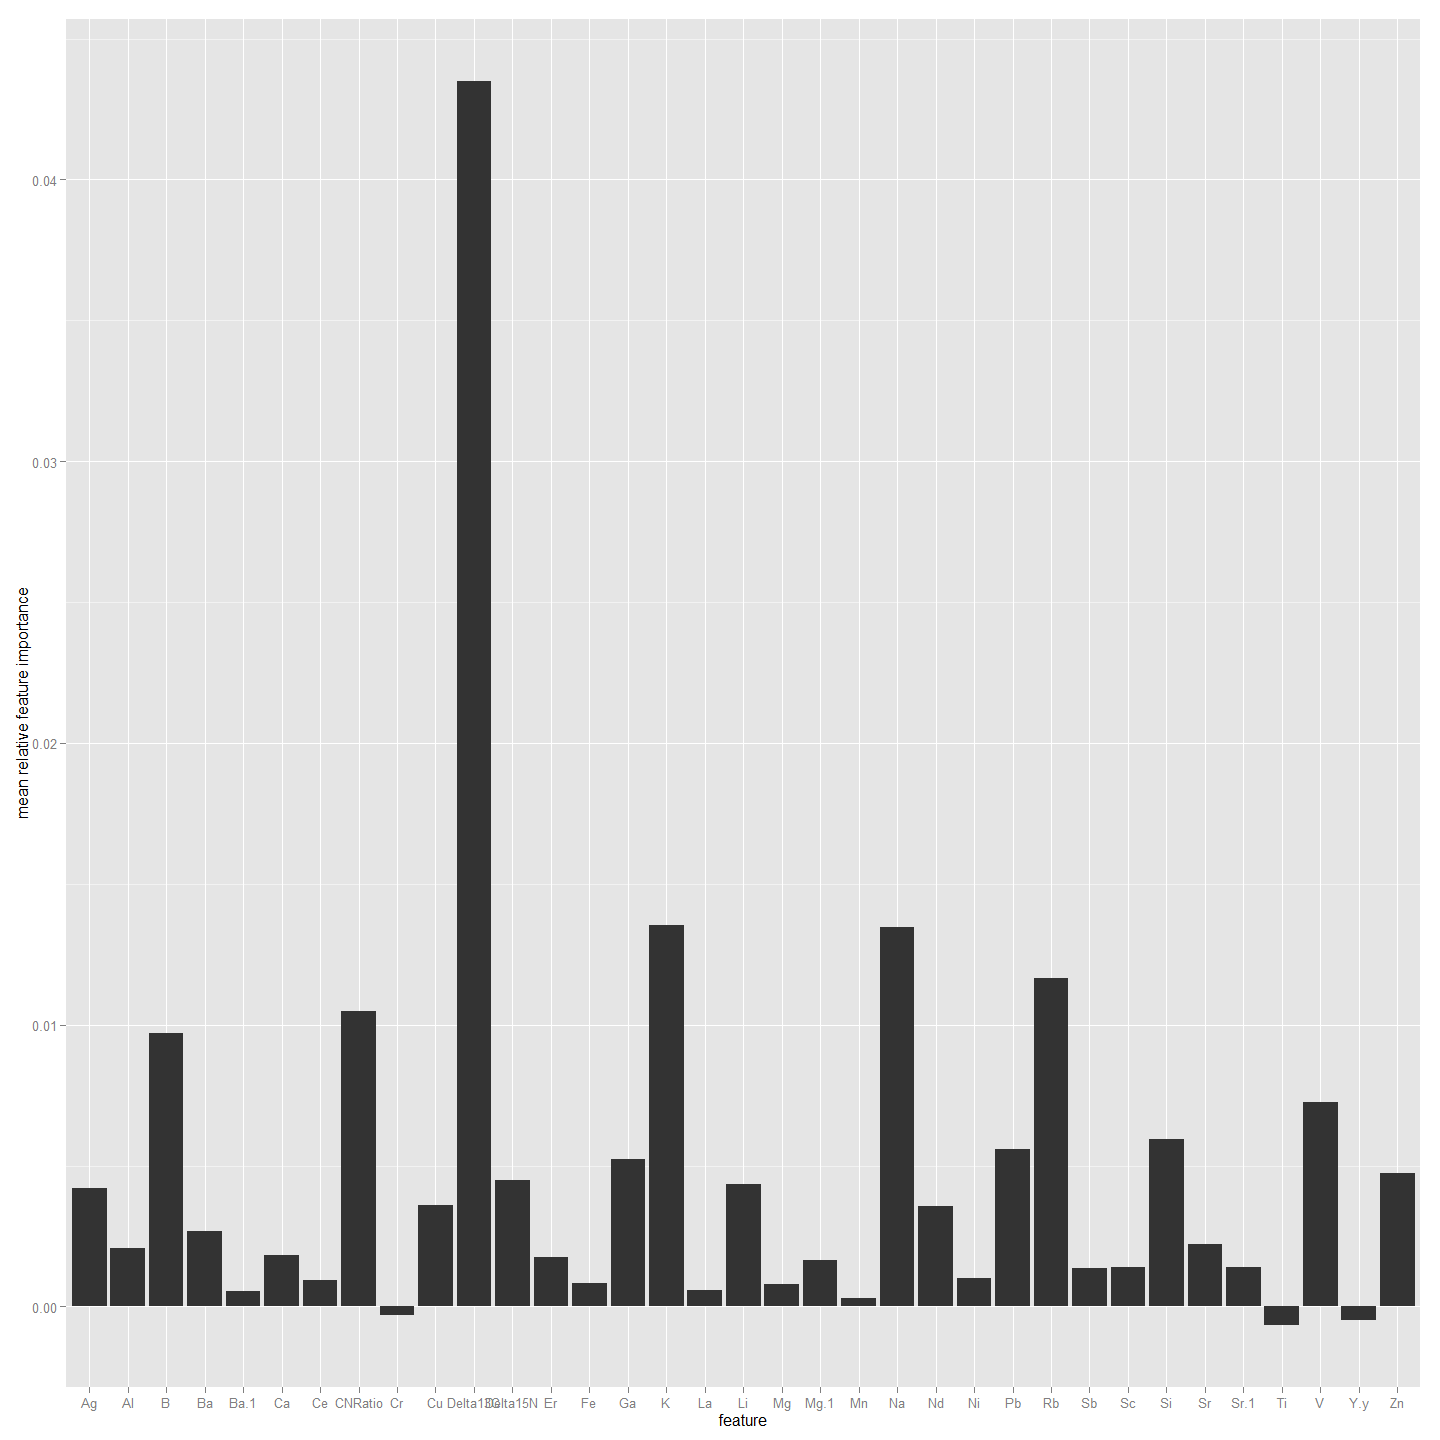 mean relative feature importance
0.04
0.03
0.02
0.01
0.00
Ag Al B Ba Ba.1 Ca Ce CNRatio Cr Cu Delta13C Delta15N Er Fe Ga K La Li Mg Mg.1 Mn Na Nd Ni Pb Rb Sb Sc Si Sr Sr.1 Ti V Y.y Zn
feature